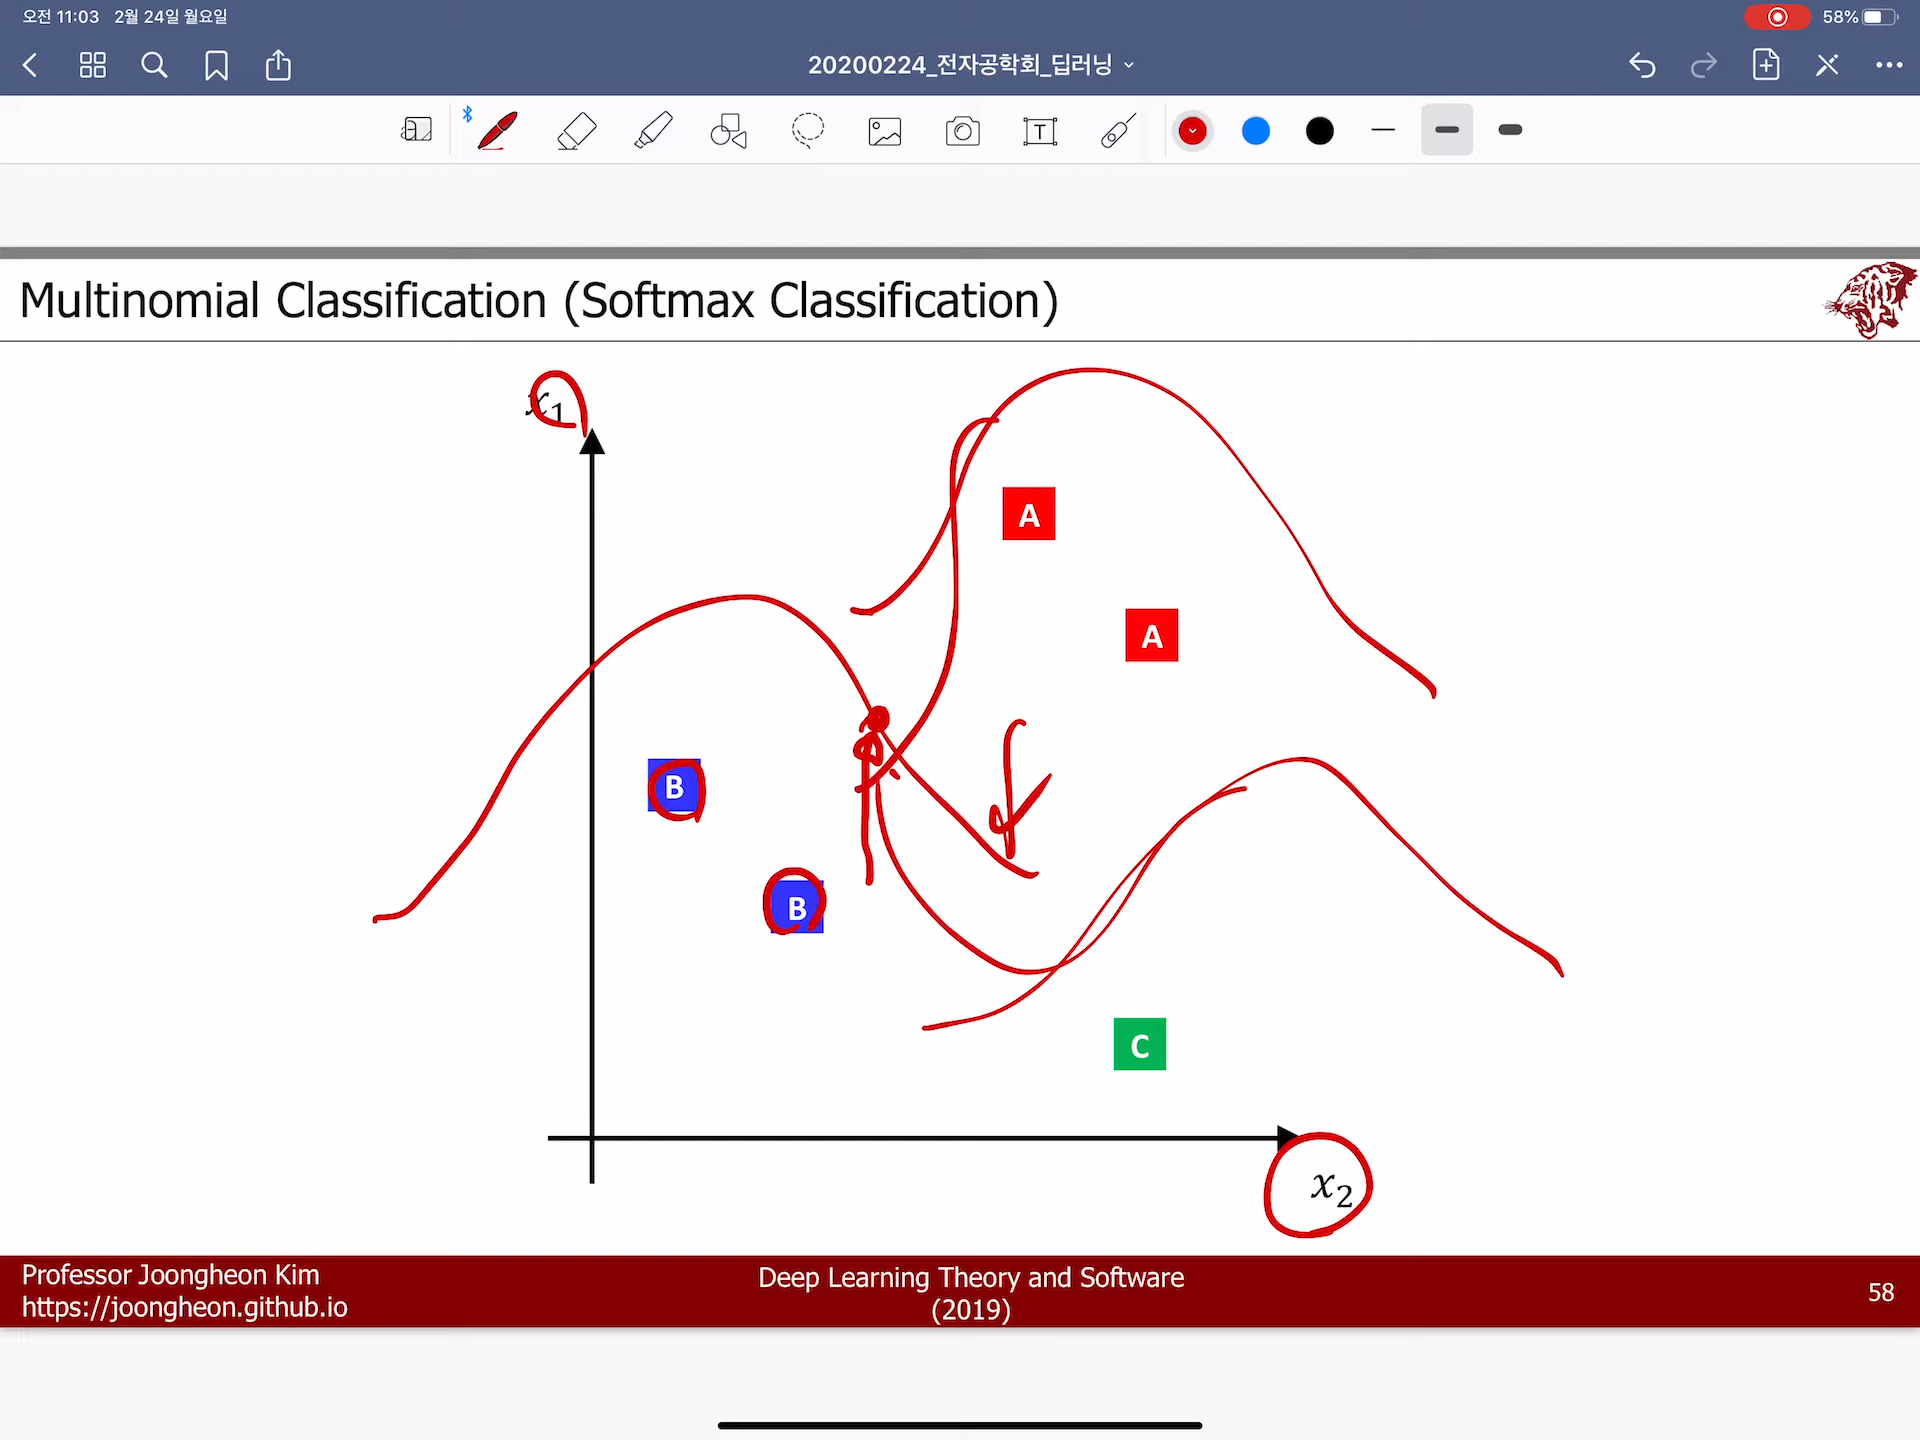 오전 11:03 2월 24일 월요일
58%
20200224_전자공학회_딥러닝
Multinomial Classification (Softmax Classification)
x₁
A
A
B
B
C
x₂
Professor Joongheon Kim
https://joongheon.github.io
Deep Learning Theory and Software
(2019)
58